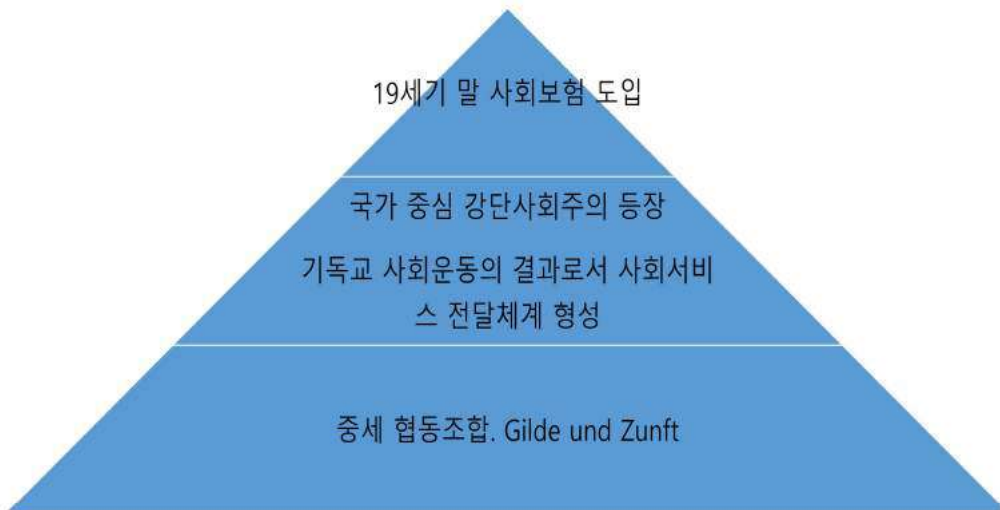 19세기 말 사회보험 도입
국가 중심 강단사회주의 등장
기독교 사회운동의 결과로서 사회서비
스 전달체계 형성
중세 협동조합. Gilde und Zunft